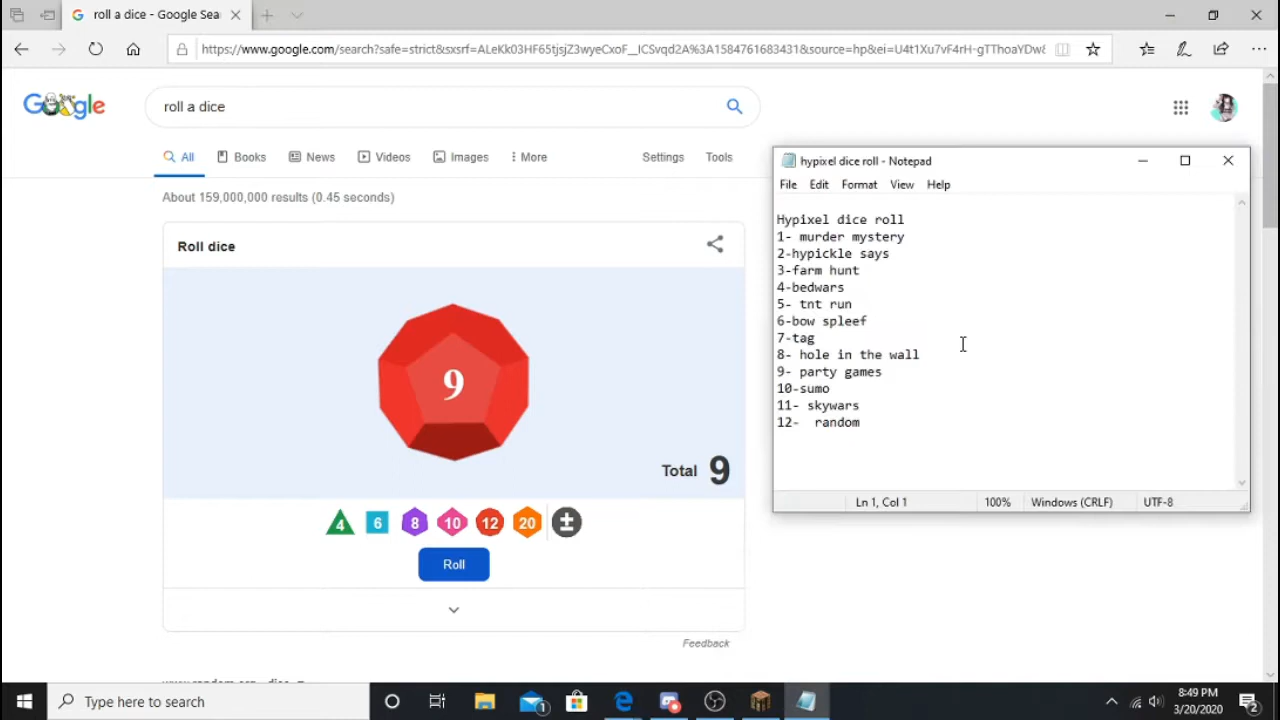 roll a dice - Google Sea
https://www.google.com/search?safe=strict&sxsrf=ALeKk03HF65tjsjZ3wyeCxoF__ICSvqd2A%3A1584761683431&source=hp&ei=U4t1Xu7vF4rH-gTThoaYDw&
Google
roll a dice
All
Books
News
Videos
Images
More
Settings
Tools
About 159,000,000 results (0.45 seconds)
Roll dice
9
Total 9
4 6 8 10 12 20 ±
Roll
Feedback
hypixel dice roll - Notepad
File Edit Format View Help
Hypixel dice roll
1- murder mystery
2-hypickle says
3-farm hunt
4-bedwars
5- tnt run
6-bow spleef
7-tag
8- hole in the wall
9- party games
10-sumo
11- skywars
12-  random
Ln 1, Col 1 100% Windows (CRLF) UTF-8
Type here to search
1
8:49 PM
3/20/2020
2